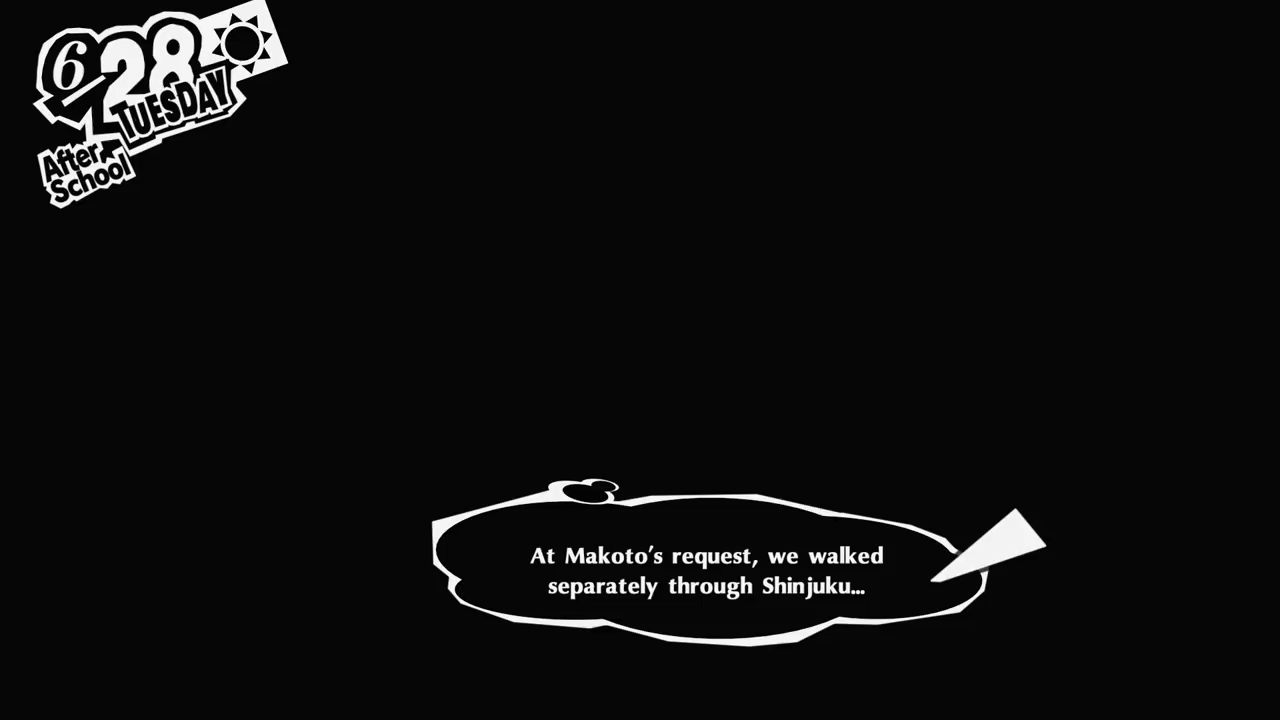 6/28
TUESDAY
After
School
At Makoto's request, we walked
separately through Shinjuku...